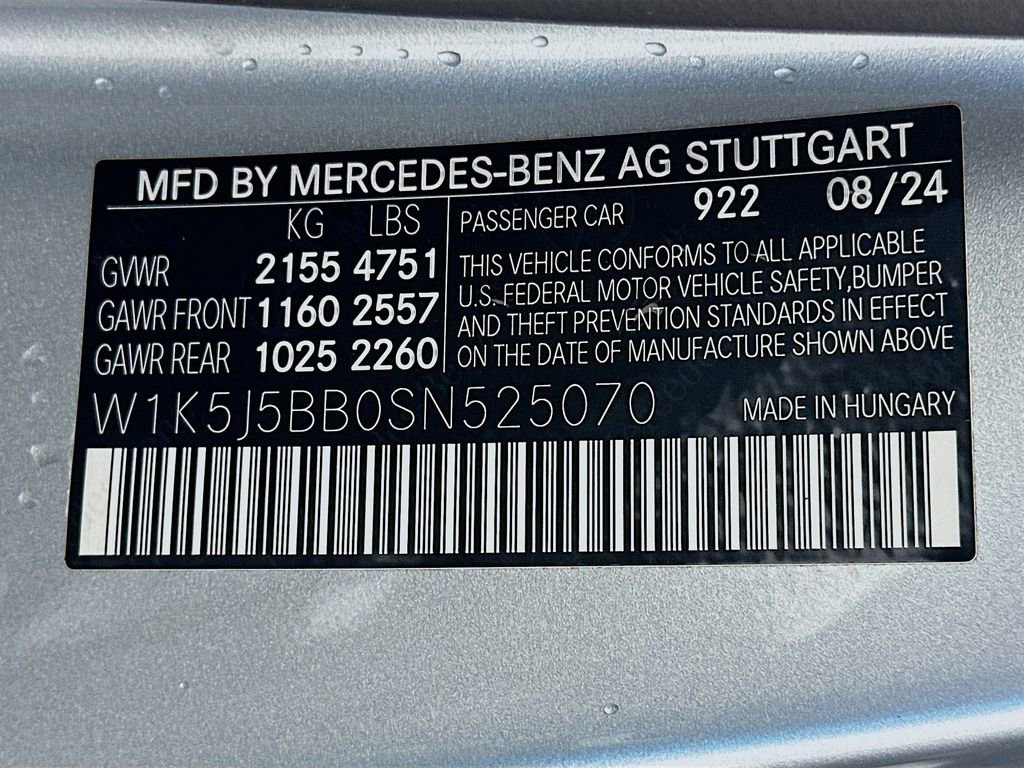 MFD BY MERCEDES-BENZ AG STUTTGART
KG LBS
GVWR 2155 4751
GAWR FRONT 1160 2557
GAWR REAR 1025 2260
PASSENGER CAR 922 08/24
THIS VEHICLE CONFORMS TO ALL APPLICABLE
U.S. FEDERAL MOTOR VEHICLE SAFETY,BUMPER
AND THEFT PREVENTION STANDARDS IN EFFECT
ON THE DATE OF MANUFACTURE SHOWN ABOVE
W1K5J5BB0SN525070
MADE IN HUNGARY